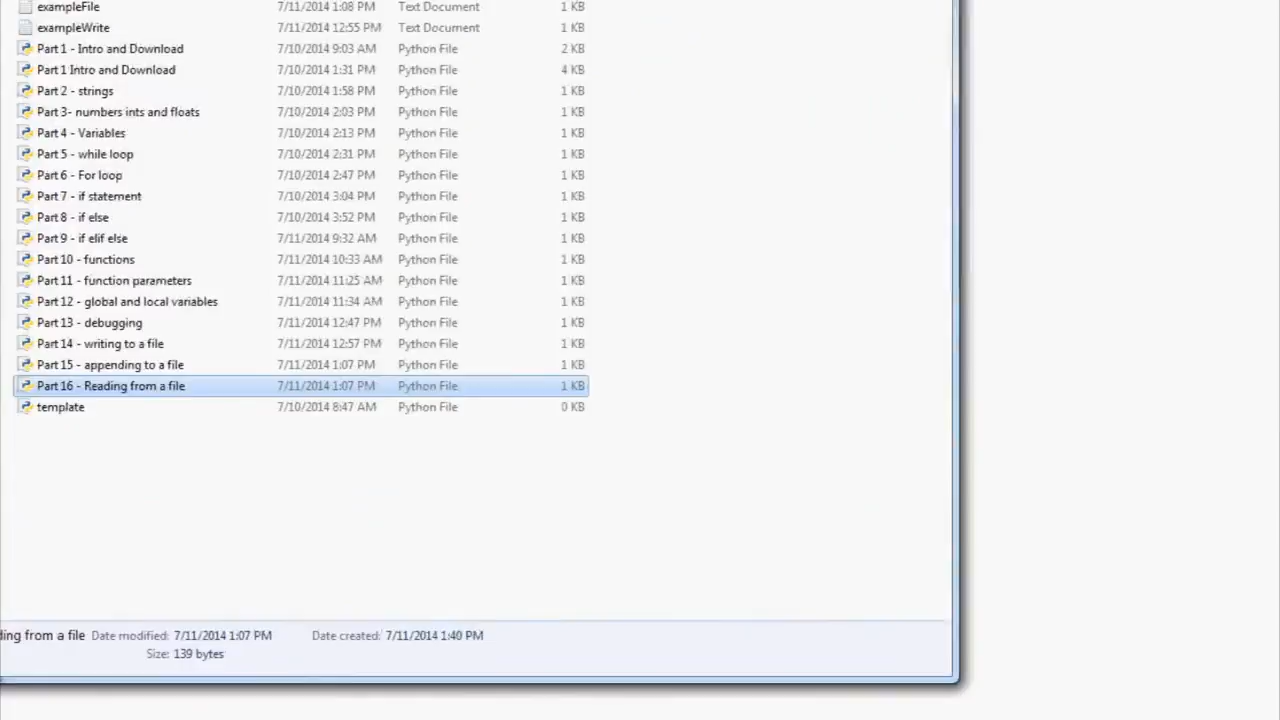 exampleFile 7/11/2014 1:08 PM Text Document 1 KB
exampleWrite 7/11/2014 12:55 PM Text Document 1 KB
Part 1 - Intro and Download 7/10/2014 9:03 AM Python File 2 KB
Part 1 Intro and Download 7/10/2014 1:31 PM Python File 4 KB
Part 2 - strings 7/10/2014 1:58 PM Python File 1 KB
Part 3- numbers ints and floats 7/10/2014 2:03 PM Python File 1 KB
Part 4 - Variables 7/10/2014 2:13 PM Python File 1 KB
Part 5 - while loop 7/10/2014 2:31 PM Python File 1 KB
Part 6 - For loop 7/10/2014 2:47 PM Python File 1 KB
Part 7 - if statement 7/10/2014 3:04 PM Python File 1 KB
Part 8 - if else 7/10/2014 3:52 PM Python File 1 KB
Part 9 - if elif else 7/11/2014 9:32 AM Python File 1 KB
Part 10 - functions 7/11/2014 10:33 AM Python File 1 KB
Part 11 - function parameters 7/11/2014 11:25 AM Python File 1 KB
Part 12 - global and local variables 7/11/2014 11:34 AM Python File 1 KB
Part 13 - debugging 7/11/2014 12:47 PM Python File 1 KB
Part 14 - writing to a file 7/11/2014 12:57 PM Python File 1 KB
Part 15 - appending to a file 7/11/2014 1:07 PM Python File 1 KB
Part 16 - Reading from a file 7/11/2014 1:07 PM Python File 1 KB
template 7/10/2014 8:47 AM Python File 0 KB
ding from a file Date modified: 7/11/2014 1:07 PM Date created: 7/11/2014 1:40 PM
Size: 139 bytes